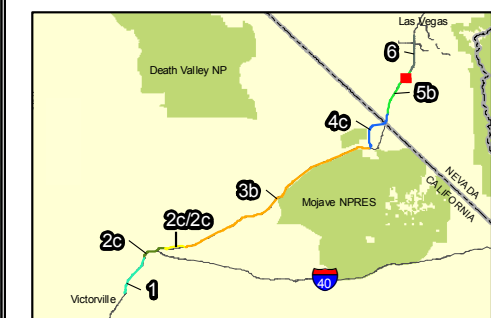 Las Vegas
6
Death Valley NP
5b
4c
NEVADA
CALIFORNIA
3b
Mojave NPRES
2c/2c
2c
40
1
Victorville